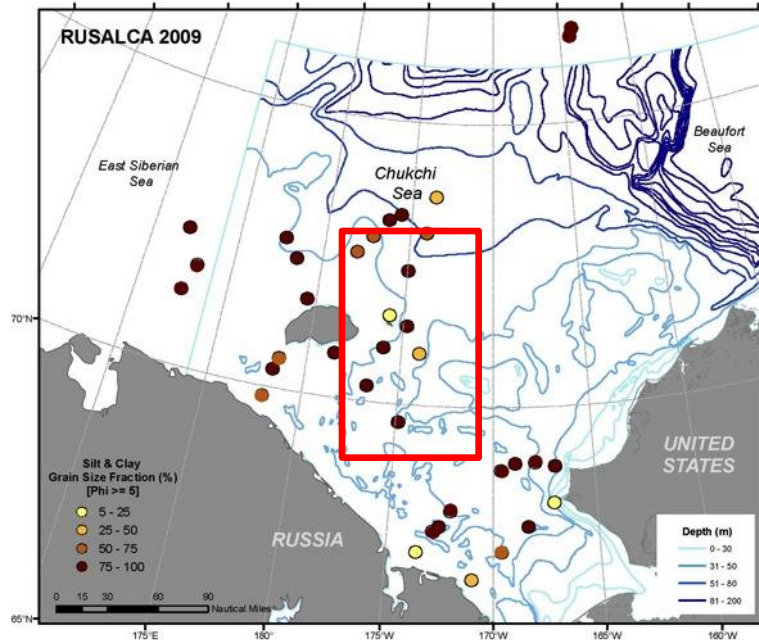 RUSALCA 2009
East Siberian
Sea
Chukchi
Sea
Beaufort
Sea
70°N
UNITED
STATES
RUSSIA
Silt & Clay
Grain Size Fraction (%)
[Phi >= 5]
5 - 25
25 - 50
50 - 75
75 - 100
0 10 20 30 60 90
Nautical Miles
Depth (m)
0 - 30
31 - 50
51 - 80
81 - 200
65°N
175°E
180°
175°W
170°W
165°W
160°W